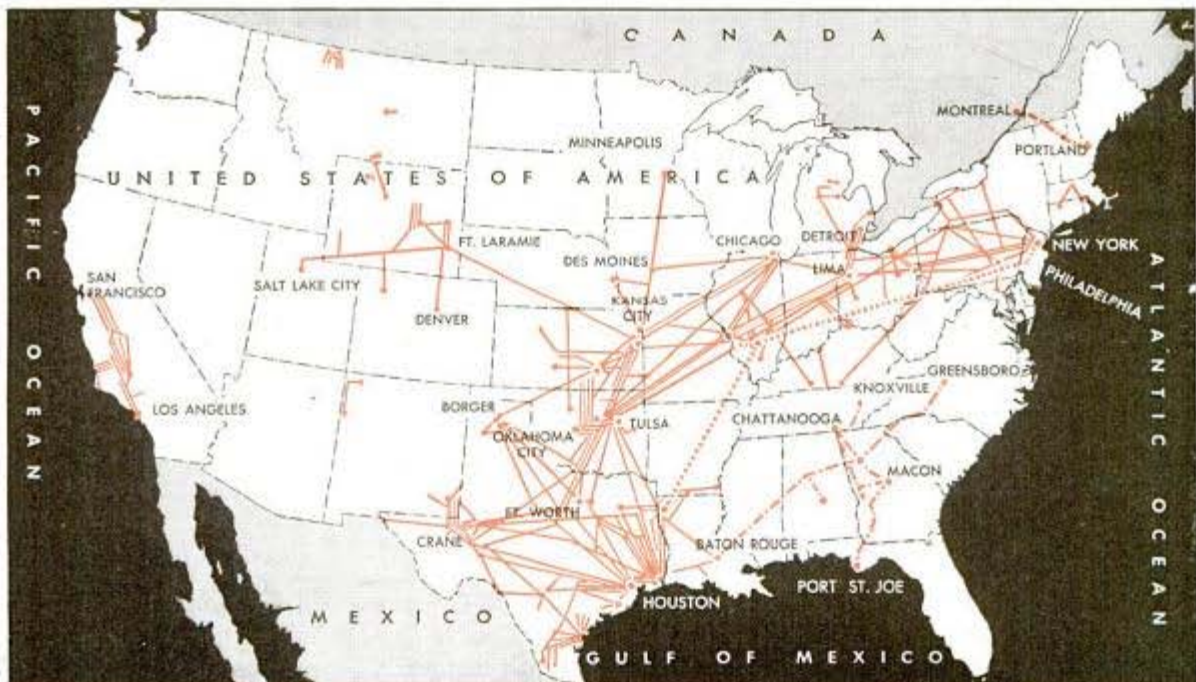 CANADA
PACIFIC OCEAN
MONTREAL
MINNEAPOLIS
PORTLAND
UNITED STATES OF AMERICA
FT. LARAMIE
CHICAGO
DETROIT
NEW YORK
DES MOINES
LIMA
SAN FRANCISCO
SALT LAKE CITY
PHILADELPHIA
KANSAS CITY
DENVER
ATLANTIC OCEAN
GREENSBORO
KNOXVILLE
LOS ANGELES
BORGER
CHATTANOOGA
TULSA
OKLAHOMA CITY
MACON
FT. WORTH
CRANE
BATON ROUGE
PORT ST. JOE
HOUSTON
MEXICO
GULF OF MEXICO